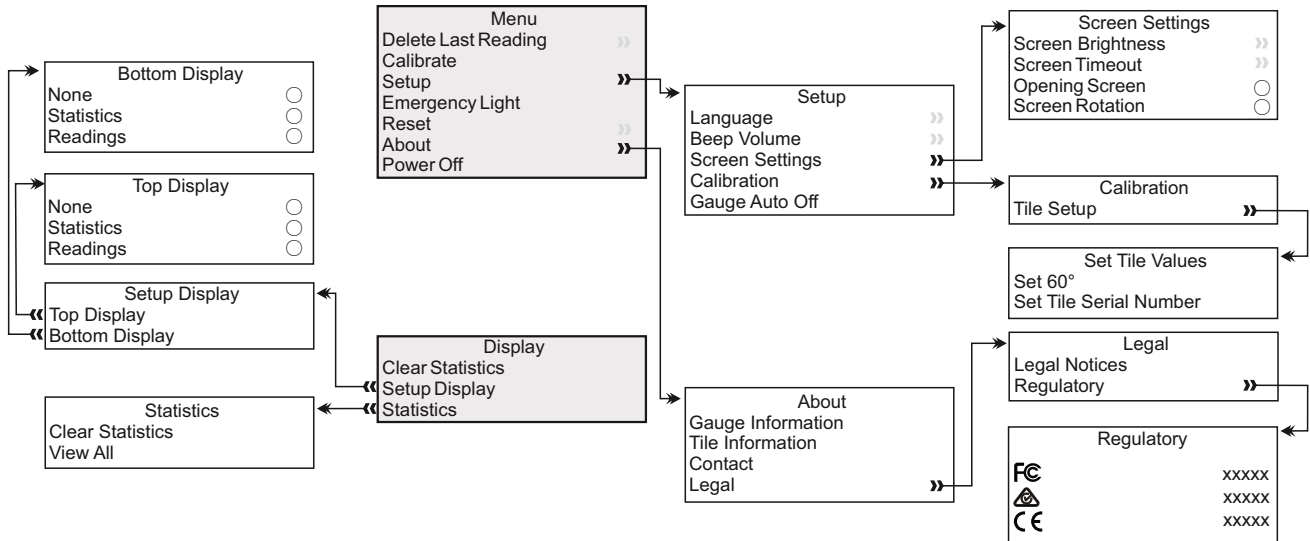 Menu
Delete Last Reading
Calibrate
Setup
Emergency Light
Reset
About
Power Off
Bottom Display
None
Statistics
Readings
Top Display
None
Statistics
Readings
Setup Display
Top Display
Bottom Display
Statistics
Clear Statistics
View All
Display
Clear Statistics
Setup Display
Statistics
Setup
Language
Beep Volume
Screen Settings
Calibration
Gauge Auto Off
About
Gauge Information
Tile Information
Contact
Legal
Screen Settings
Screen Brightness
Screen Timeout
Opening Screen
Screen Rotation
Calibration
Tile Setup
Set Tile Values
Set 60°
Set Tile Serial Number
Legal
Legal Notices
Regulatory
Regulatory
FC xxxxx
xxxxx
CE xxxxx